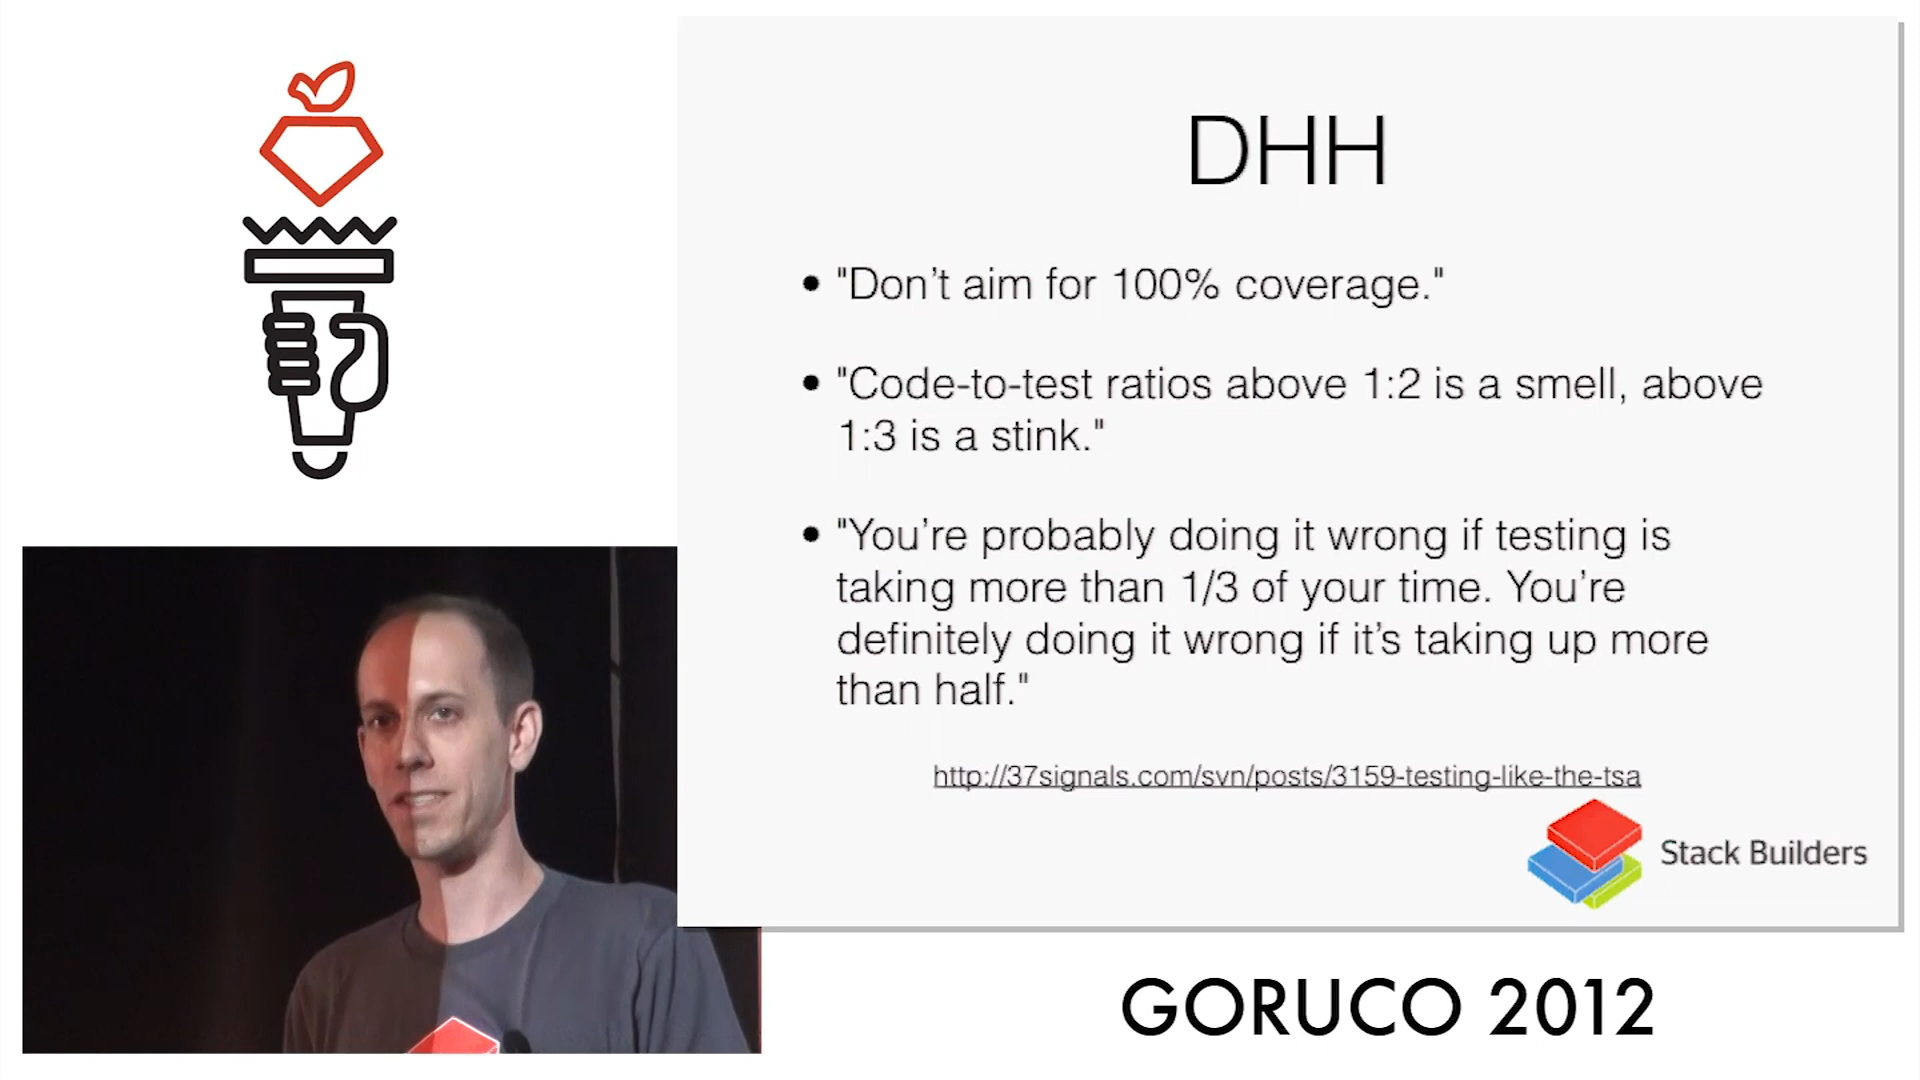 DHH
• "Don't aim for 100% coverage."
• "Code-to-test ratios above 1:2 is a smell, above
1:3 is a stink."
• "You're probably doing it wrong if testing is
taking more than 1/3 of your time. You're
definitely doing it wrong if it's taking up more
than half."
http://37signals.com/svn/posts/3159-testing-like-the-tsa
Stack Builders
GORUCO 2012